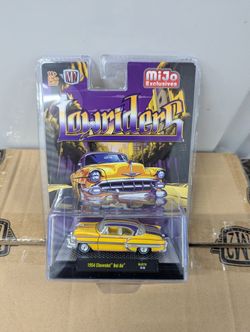 M2
MiJo
Exclusives
Lowriders
1954 Chevrolet Bel Air